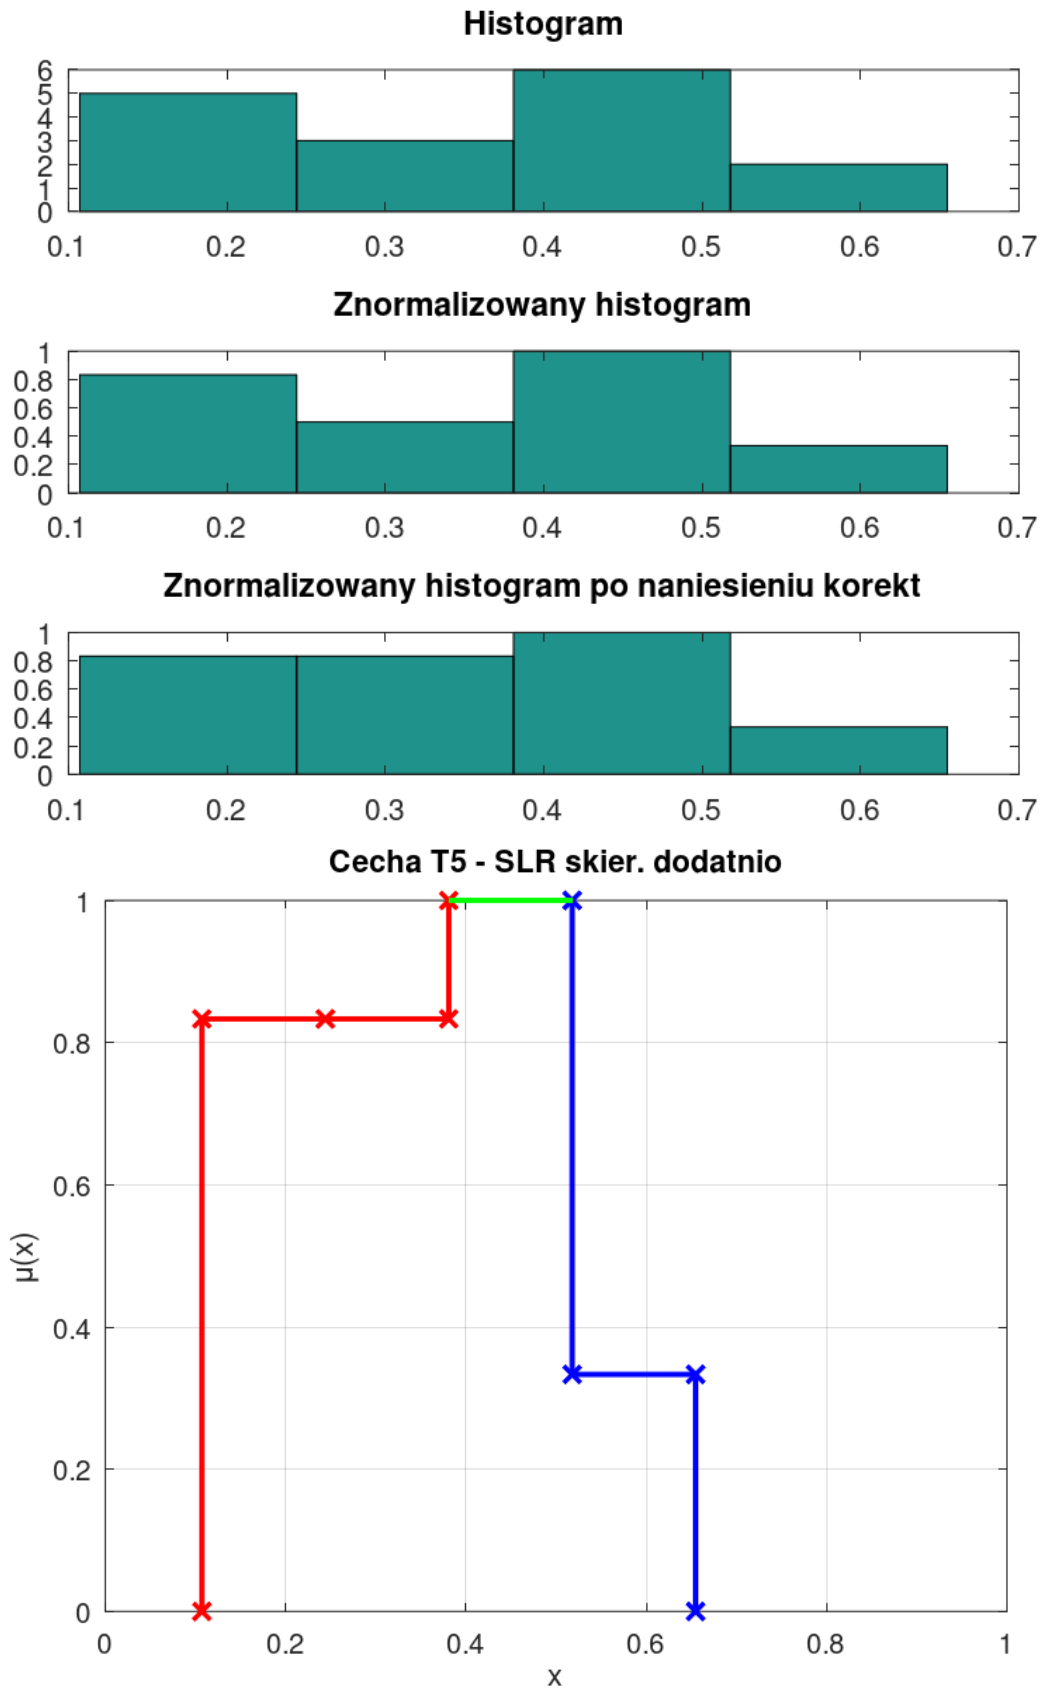 Histogram
6
5
4
3
2
1
0
0.1 0.2 0.3 0.4 0.5 0.6 0.7
Znormalizowany histogram
1
0.8
0.6
0.4
0.2
0
0.1 0.2 0.3 0.4 0.5 0.6 0.7
Znormalizowany histogram po naniesieniu korekt
1
0.8
0.6
0.4
0.2
0
0.1 0.2 0.3 0.4 0.5 0.6 0.7
Cecha T5 - SLR skier. dodatnio
1
0.8
0.6
0.4
0.2
0
μ(x)
0 0.2 0.4 0.6 0.8 1
x